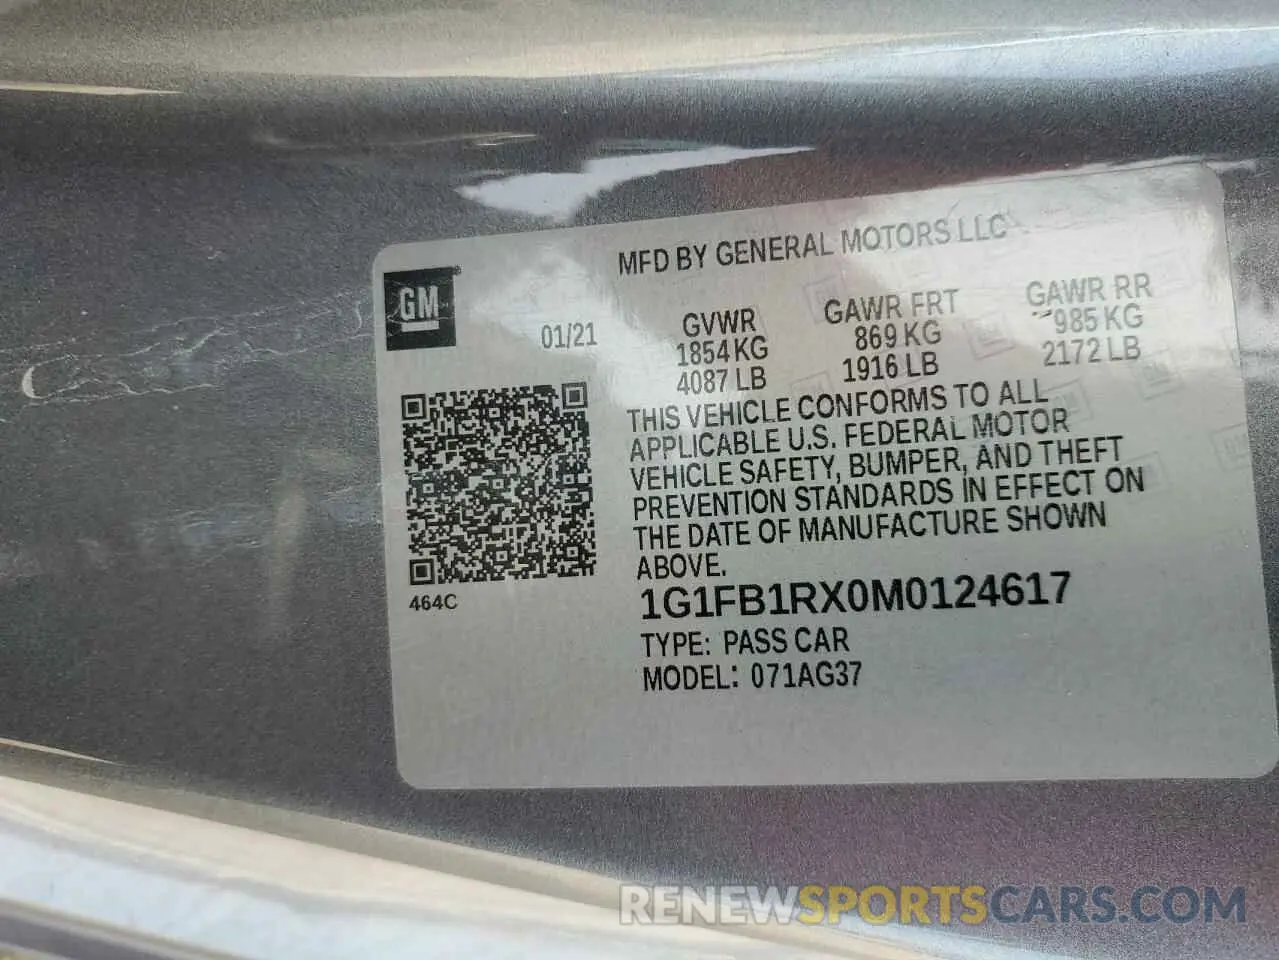 MFD BY GENERAL MOTORS LLC
GM
01/21
GVWR
1854 KG
4087 LB
GAWR FRT
869 KG
1916 LB
GAWR RR
985 KG
2172 LB
THIS VEHICLE CONFORMS TO ALL
APPLICABLE U.S. FEDERAL MOTOR
VEHICLE SAFETY, BUMPER, AND THEFT
PREVENTION STANDARDS IN EFFECT ON
THE DATE OF MANUFACTURE SHOWN
ABOVE.
464C
1G1FB1RX0M0124617
TYPE: PASS CAR
MODEL: 071AG37
RENEWSPORTSCARS.COM